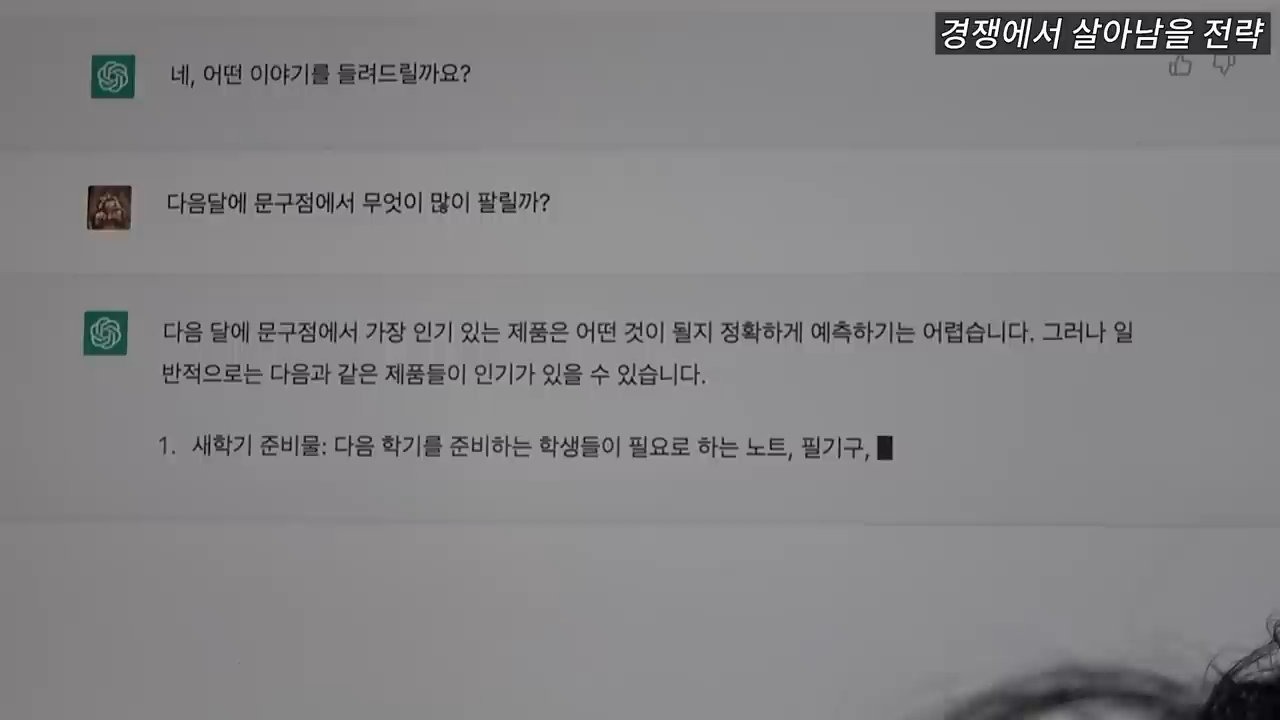 경쟁에서 살아남을 전략
네, 어떤 이야기를 들려드릴까요?
다음달에 문구점에서 무엇이 많이 팔릴까?
다음 달에 문구점에서 가장 인기 있는 제품은 어떤 것이 될지 정확하게 예측하기는 어렵습니다. 그러나 일
반적으로는 다음과 같은 제품들이 인기가 있을 수 있습니다.
1. 새학기 준비물: 다음 학기를 준비하는 학생들이 필요로 하는 노트, 필기구,